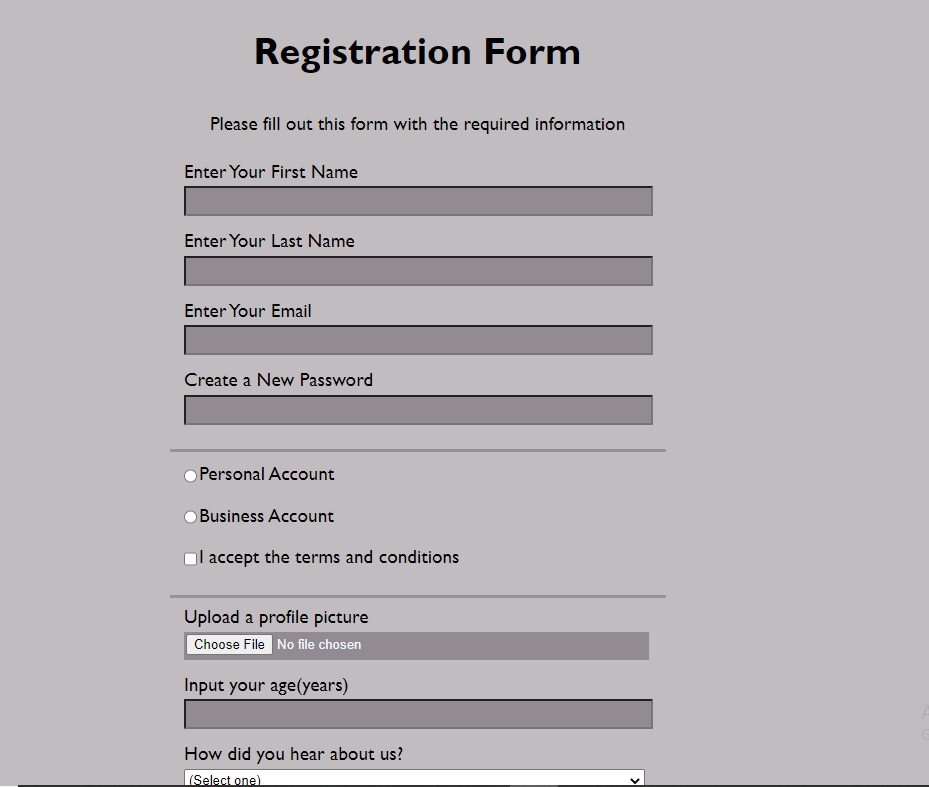 Registration Form
Please fill out this form with the required information
Enter Your First Name
Enter Your Last Name
Enter Your Email
Create a New Password
Personal Account
Business Account
I accept the terms and conditions
Upload a profile picture
Choose File No file chosen
Input your age(years)
How did you hear about us?
(Select one)